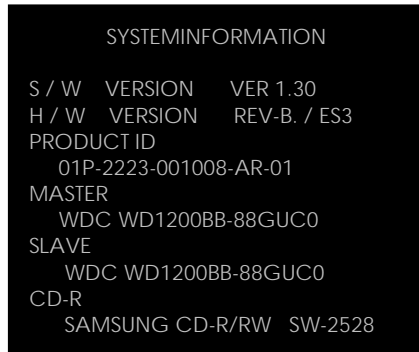 SYSTEMINFORMATION
S / W VERSION VER 1.30
H / W VERSION REV-B. / ES3
PRODUCT ID
01P-2223-001008-AR-01
MASTER
WDC WD1200BB-88GUC0
SLAVE
WDC WD1200BB-88GUC0
CD-R
SAMSUNG CD-R/RW SW-2528